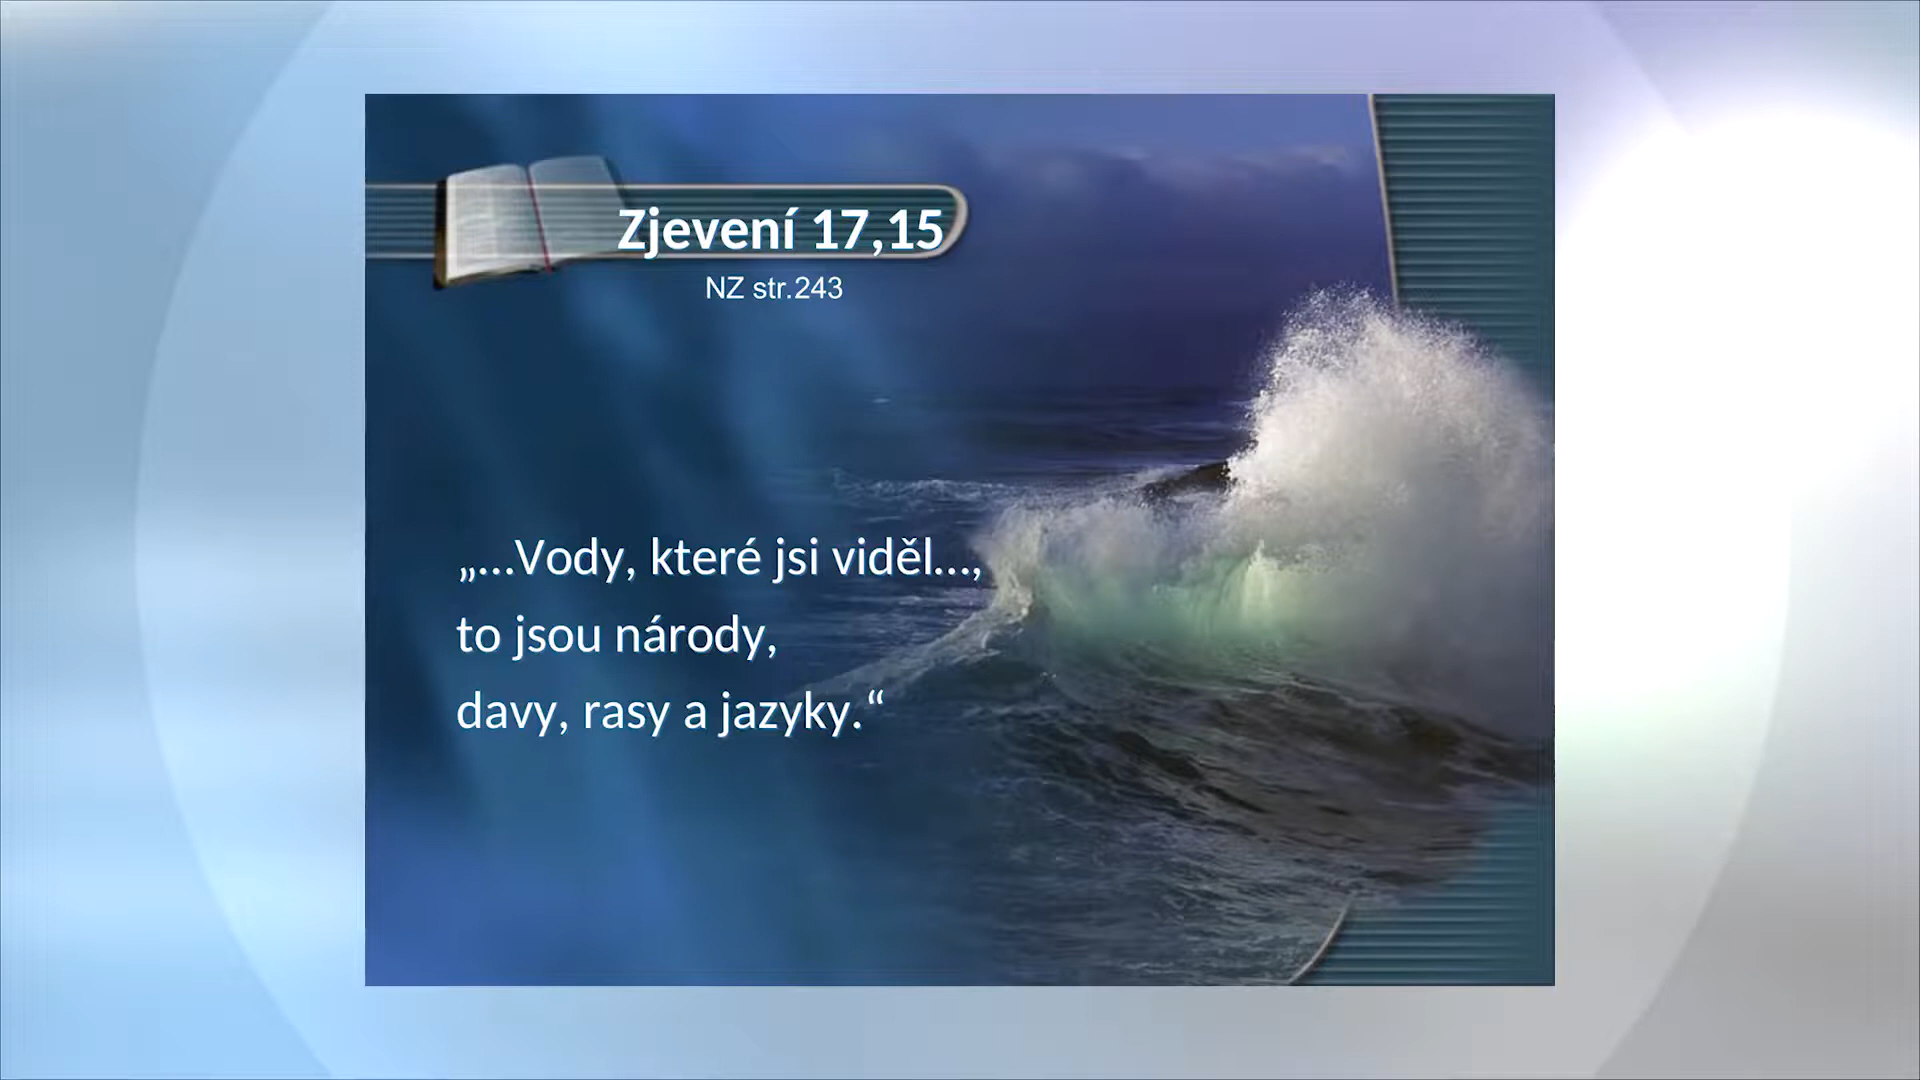 Zjevení 17,15
NZ str.243
„...Vody, které jsi viděl...,
to jsou národy,
davy, rasy a jazyky.“